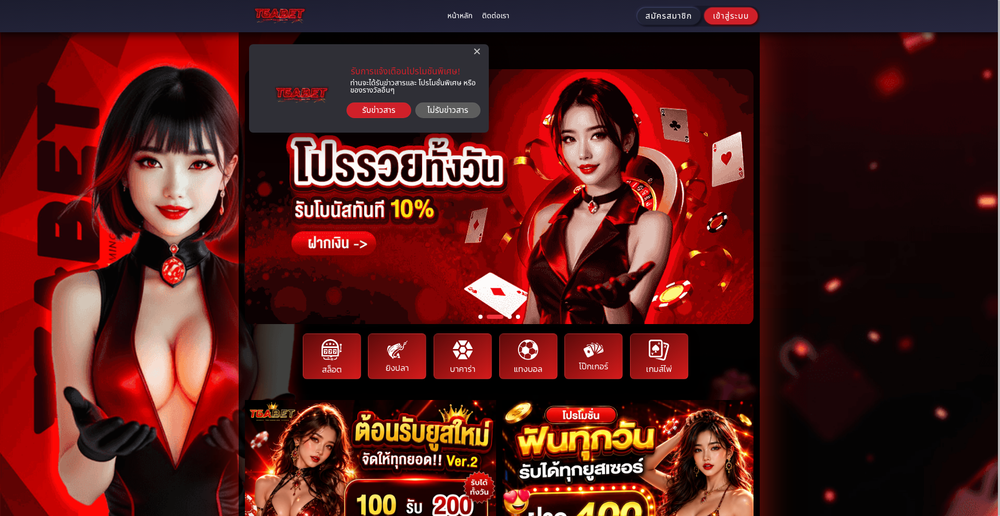 TGABET
หน้าหลัก
ติดต่อเรา
สมัครสมาชิก
เข้าสู่ระบบ
รับการแจ้งเตือนโปรโมชันพิเศษ!
ท่านจะได้รับข่าวสารและ โปรโมชั่นพิเศษ หรือ
ของรางวัลอื่นๆ
TGABET
รับข่าวสาร
ไม่รับข่าวสาร
โปรรวยทั้งวัน
รับโบนัสทันที 10%
ฝากเงิน ->
สล็อต
ยิงปลา
บาคาร่า
แทงบอล
โป๊กเกอร์
เกมส์ไพ่
TGABET
ต้อนรับยูสใหม่
จัดให้ทุกยอด!! Ver.2
รับได้
ทั้งวัน
100 รับ 200
โปรโมชั่น
ฟินทุกวัน
รับได้ทุกยูสเซอร์
ฝาก 400